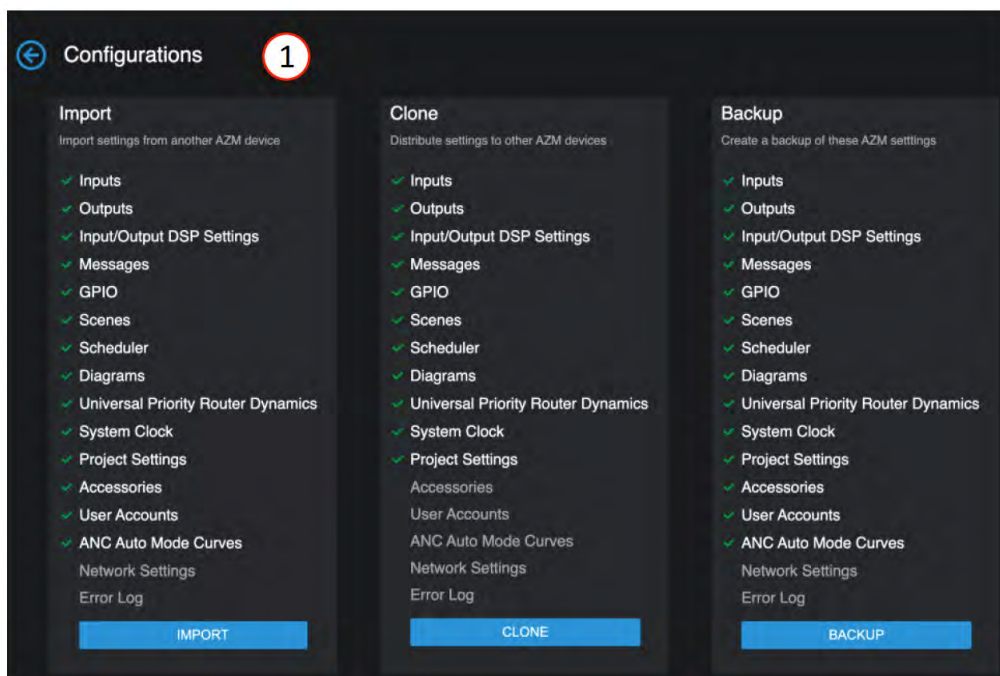 Configurations
1
Import
Import settings from another AZM device
Inputs
Outputs
Input/Output DSP Settings
Messages
GPIO
Scenes
Scheduler
Diagrams
Universal Priority Router Dynamics
System Clock
Project Settings
Accessories
User Accounts
ANC Auto Mode Curves
Network Settings
Error Log
IMPORT
Clone
Distribute settings to other AZM devices
Inputs
Outputs
Input/Output DSP Settings
Messages
GPIO
Scenes
Scheduler
Diagrams
Universal Priority Router Dynamics
System Clock
Project Settings
Accessories
User Accounts
ANC Auto Mode Curves
Network Settings
Error Log
CLONE
Backup
Create a backup of these AZM setttings
Inputs
Outputs
Input/Output DSP Settings
Messages
GPIO
Scenes
Scheduler
Diagrams
Universal Priority Router Dynamics
System Clock
Project Settings
Accessories
User Accounts
ANC Auto Mode Curves
Network Settings
Error Log
BACKUP